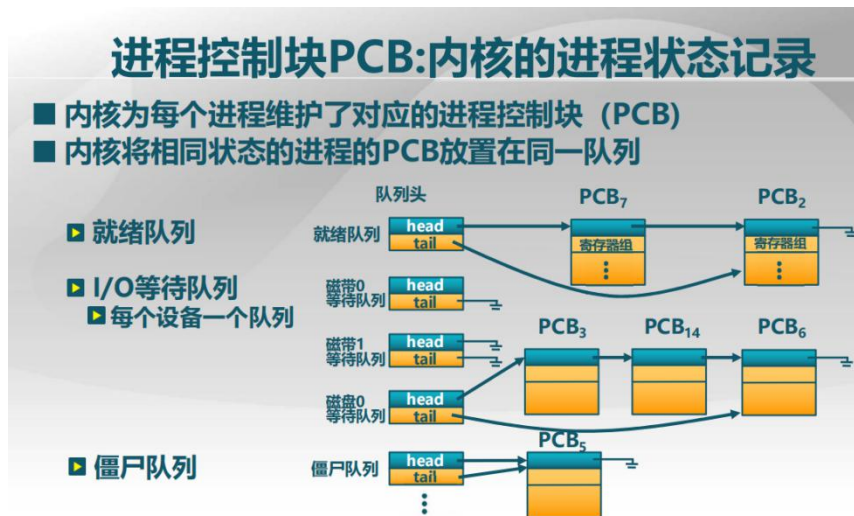 进程控制块PCB:内核的进程状态记录
内核为每个进程维护了对应的进程控制块（PCB)
内核将相同状态的进程的PCB放置在同一队列
队列头
PCB7
PCB2
就绪队列
就绪队列
head
tail
寄存器组
寄存器组
I/O等待队列
每个设备一个队列
磁带0
等待队列
head
tail
磁带1
等待队列
head
tail
PCB3
PCB14
PCB6
磁盘0
等待队列
head
tail
僵尸队列
僵尸队列
head
tail
PCB5